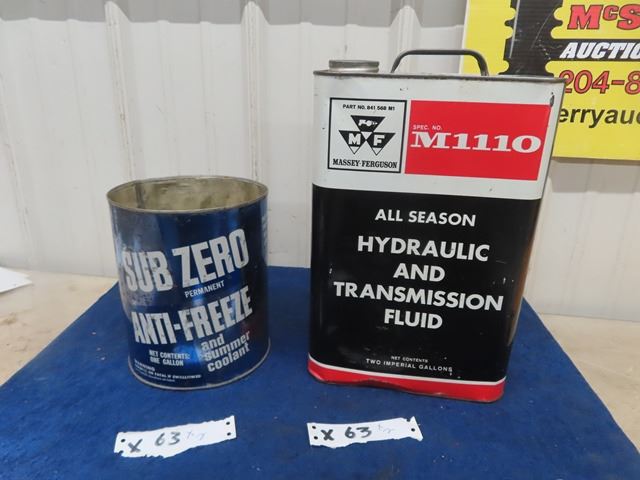 McS
AUCTIO
204-8
erryauc
PART NO. 841 568 M1
MF
MASSEY-FERGUSON
SPEC. NO.
M1110
ALL SEASON
HYDRAULIC
AND
TRANSMISSION
FLUID
NET CONTENTS
TWO IMPERIAL GALLONS
SUB ZERO
PERMANENT
ANTI-FREEZE
and
summer
coolant
NET CONTENTS:
ONE GALLON
WARNING
X 63
X 63